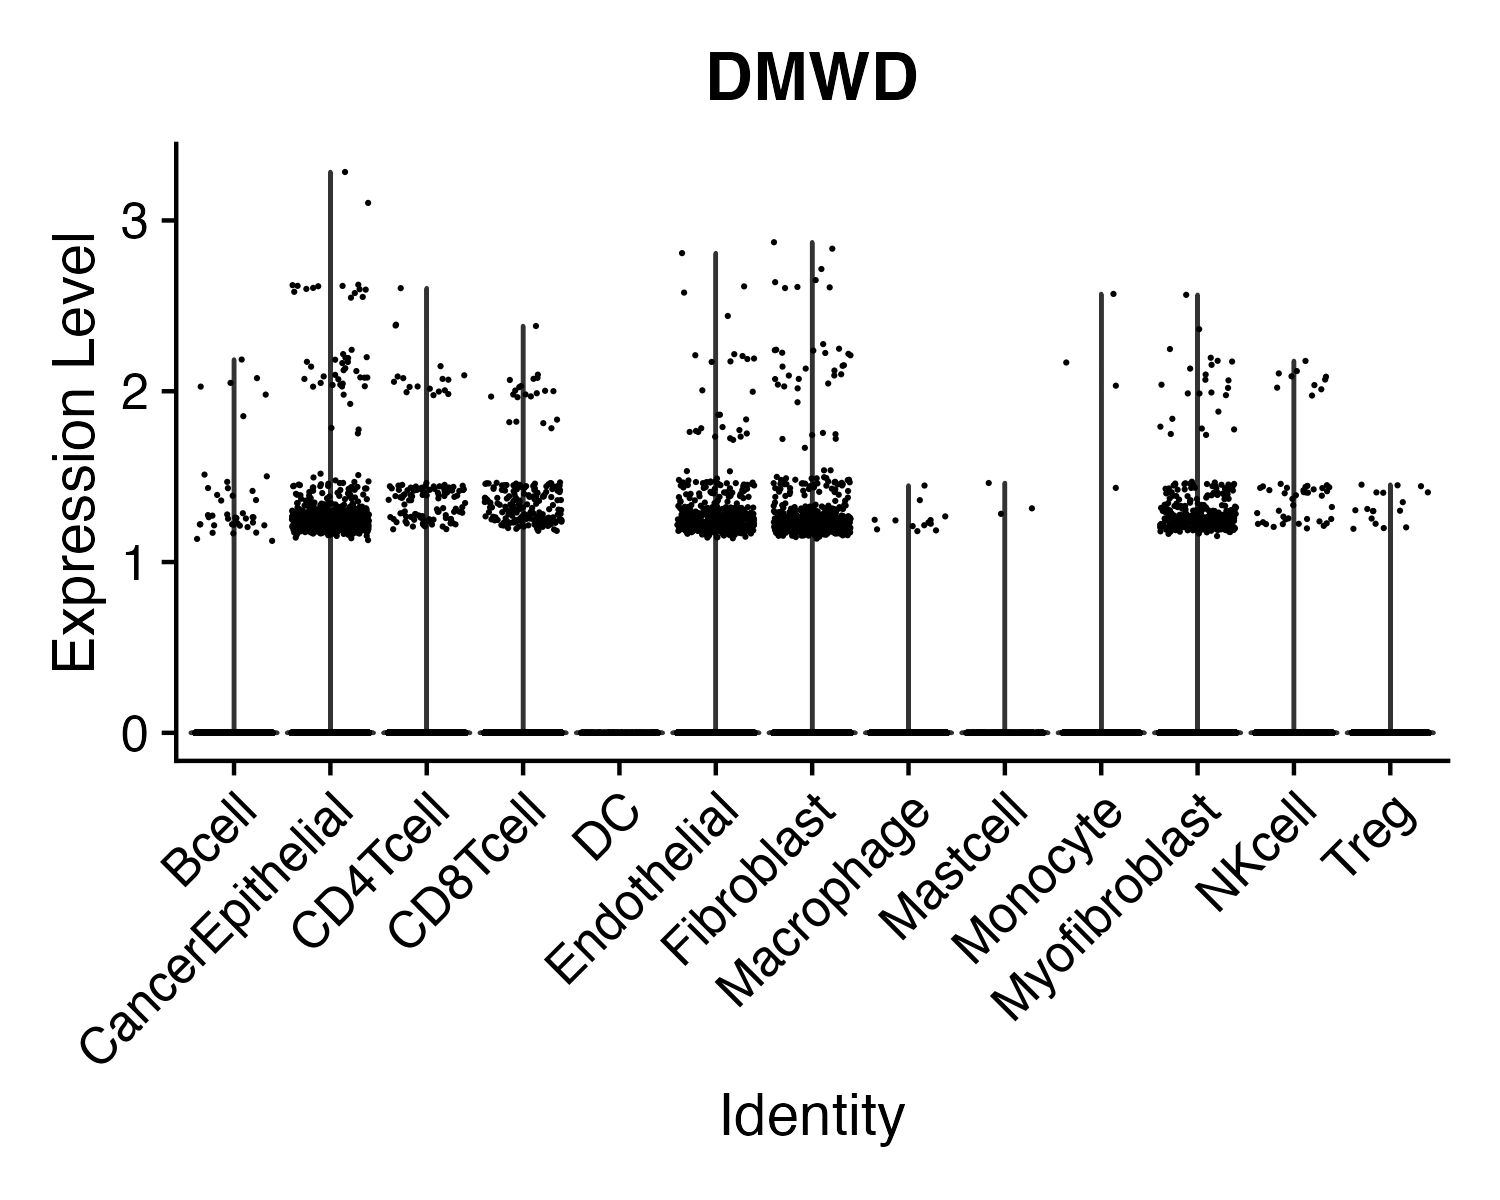 DMWD
Expression Level
3
2
1
0
Bcell
CancerEpithelial
CD4Tcell
CD8Tcell
DC
Endothelial
Fibroblast
Macrophage
Mastcell
Monocyte
Myofibroblast
NKcell
Treg
Identity